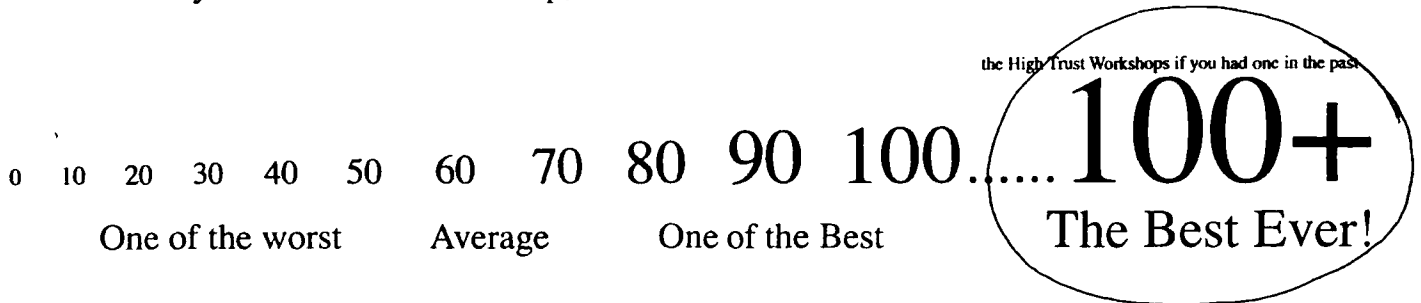 the High Trust Workshops if you had one in the past
0 10 20 30 40 50 60 70 80 90 100......100+
One of the worst Average One of the Best The Best Ever!